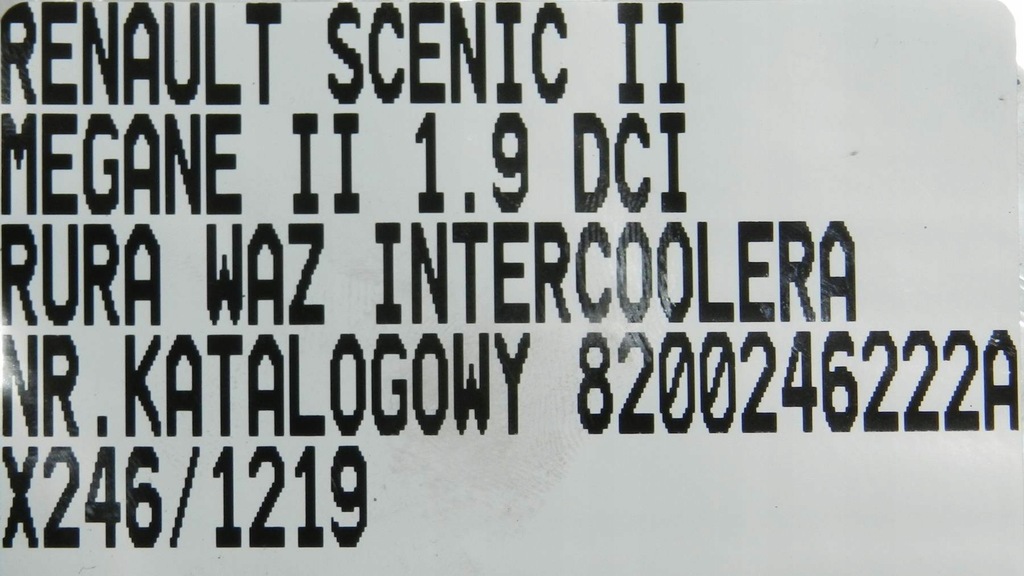 RENAULT SCENIC II
MEGANE II 1.9 DCI
RURA WAZ INTERCOOLERA
NR.KATALOGOWY 8200246222A
X246/1219